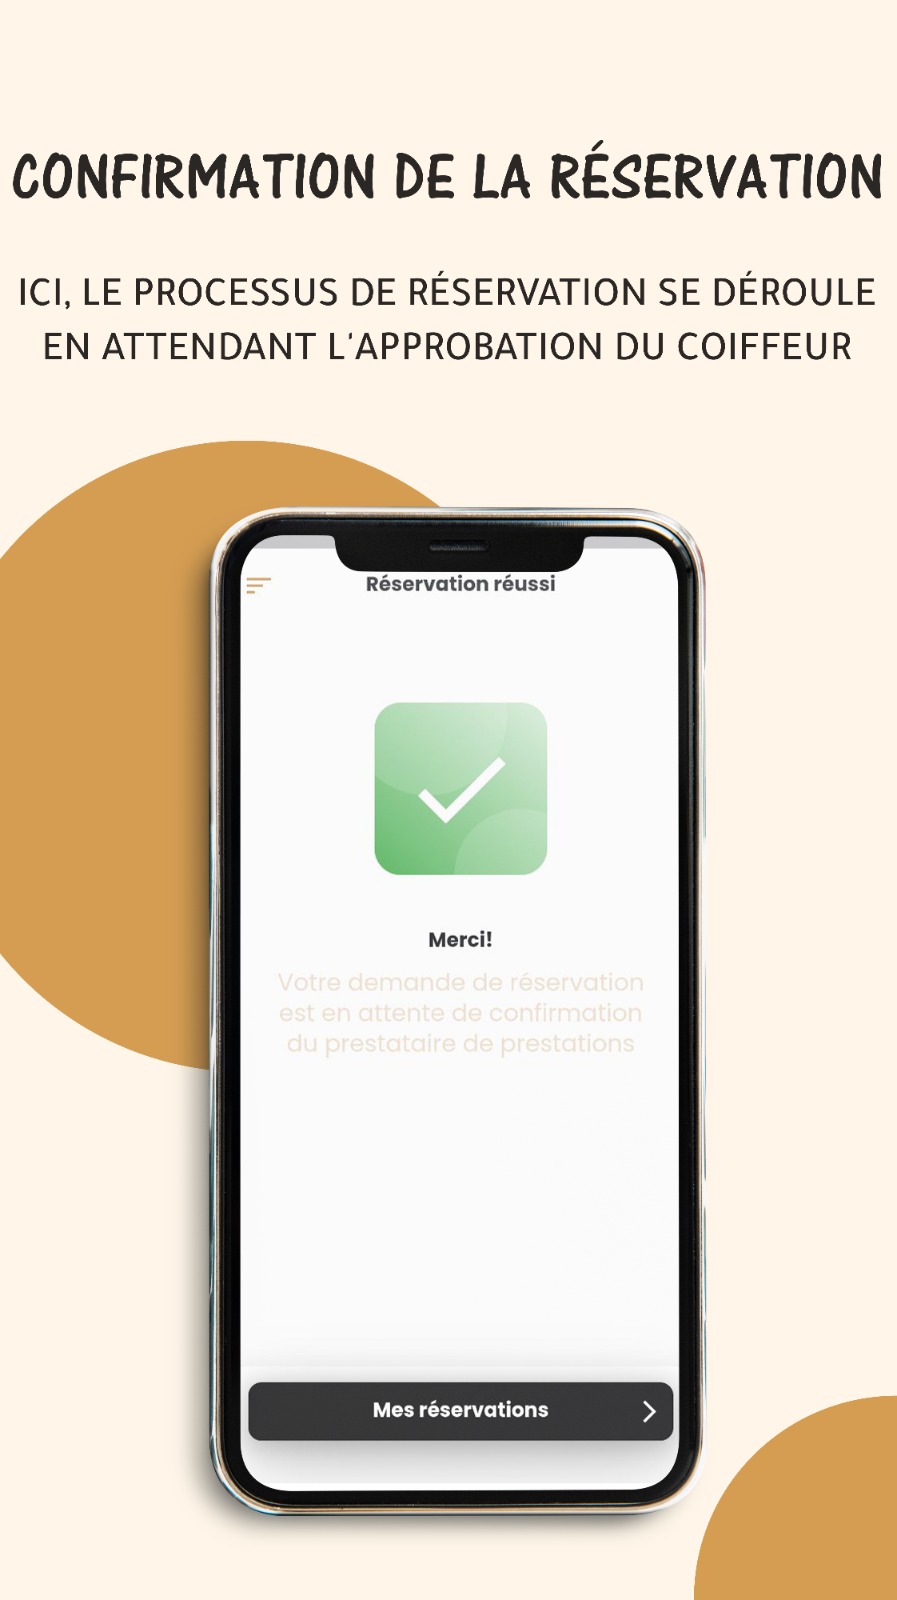 CONFIRMATION DE LA RÉSERVATION
ICI, LE PROCESSUS DE RÉSERVATION SE DÉROULE
EN ATTENDANT L'APPROBATION DU COIFFEUR
Réservation réussi
Merci!
Votre demande de réservation
est en attente de confirmation
du prestataire de prestations
Mes réservations